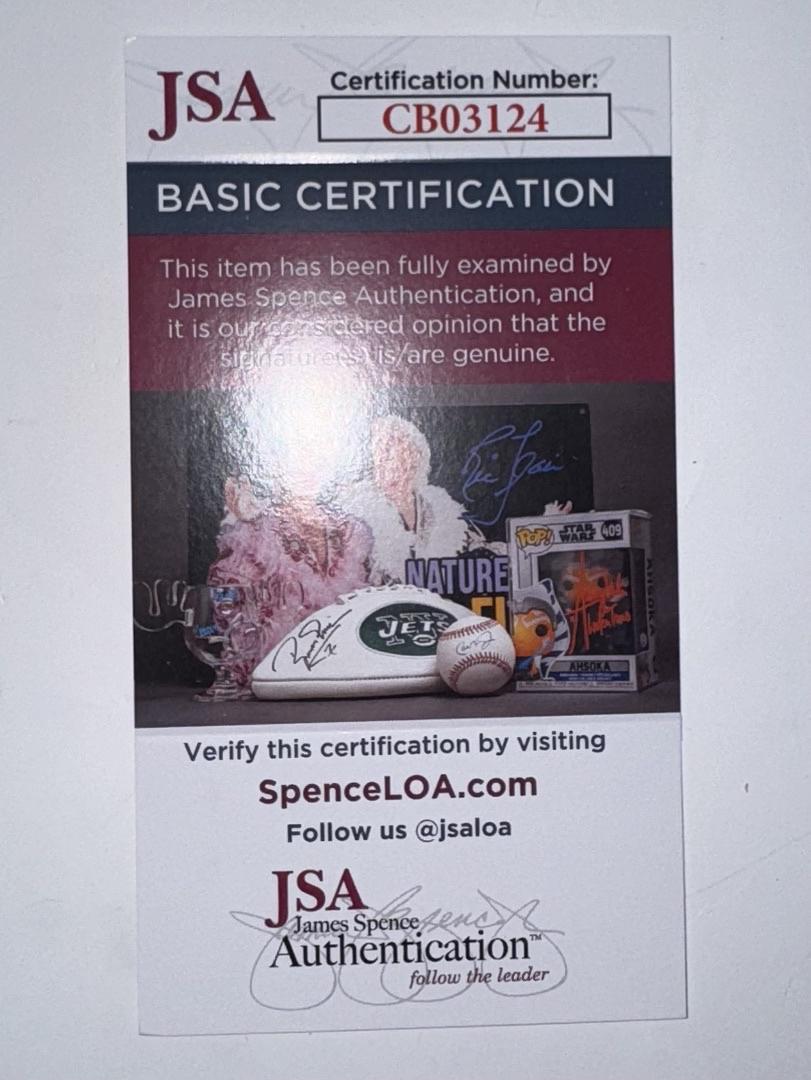 JSA
Certification Number:
CB03124
BASIC CERTIFICATION
This item has been fully examined by
James Spence Authentication, and
it is our considered opinion that the
signature(s) is/are genuine.
NATURE
JETS
POP!
STAR
WARS
409
AHSOKA
AHSOKA
Verify this certification by visiting
SpenceLOA.com
Follow us @jsaloa
JSA
James Spence
Authentication™
follow the leader